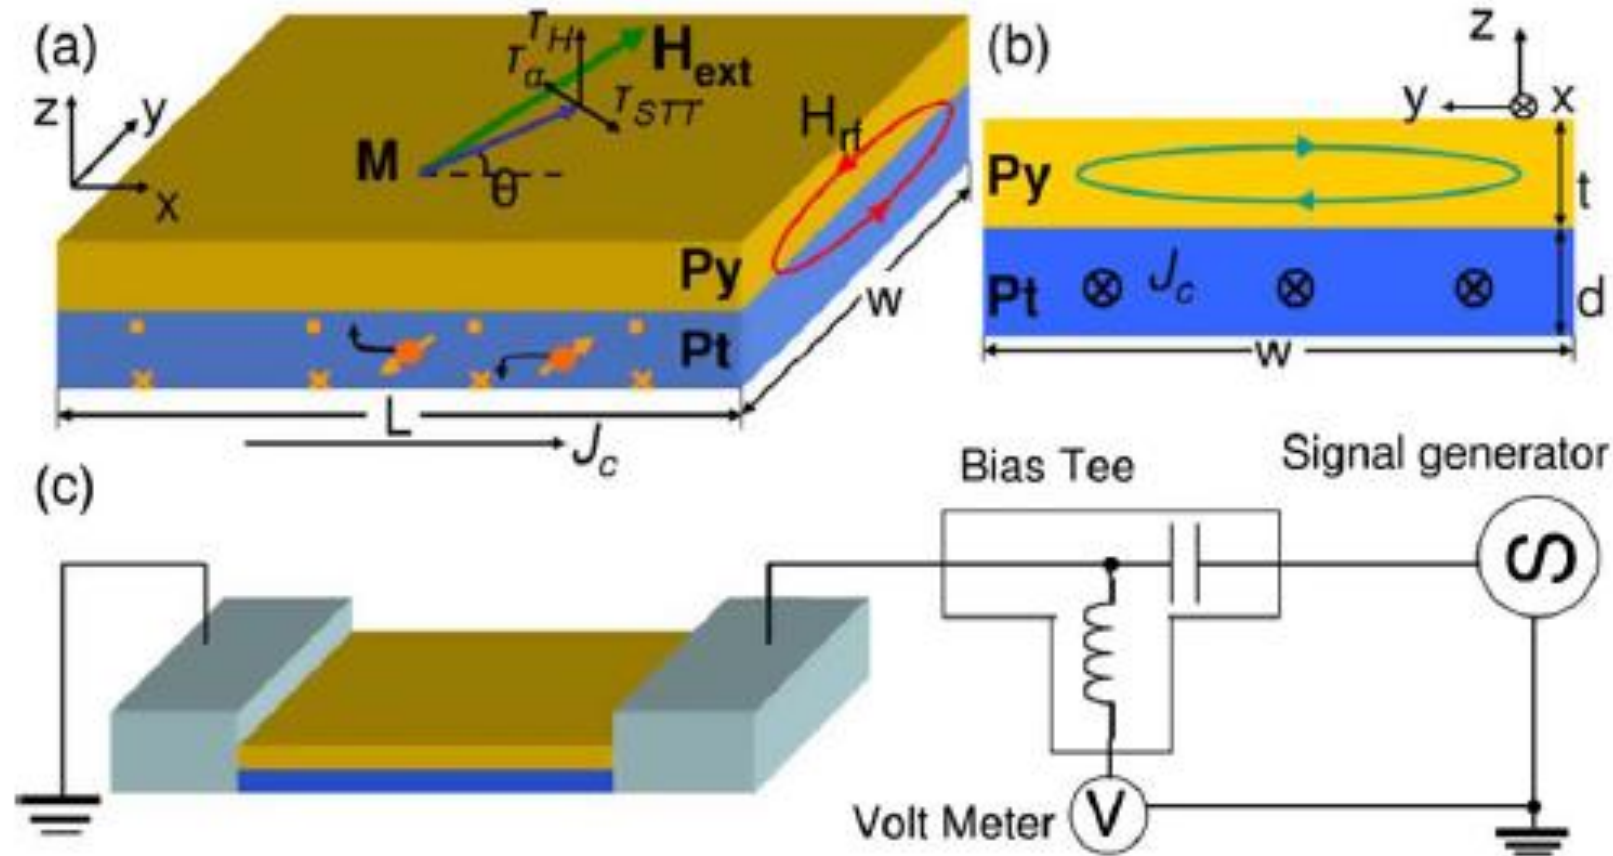 (a)
τH
Hext
τα
τSTT
Hrf
z
y
M
θ
x
Py
Pt
w
L
Jc
(b)
z
y
x
Py
t
Pt
Jc
d
w
(c)
Bias Tee
Signal generator
S
Volt Meter
V